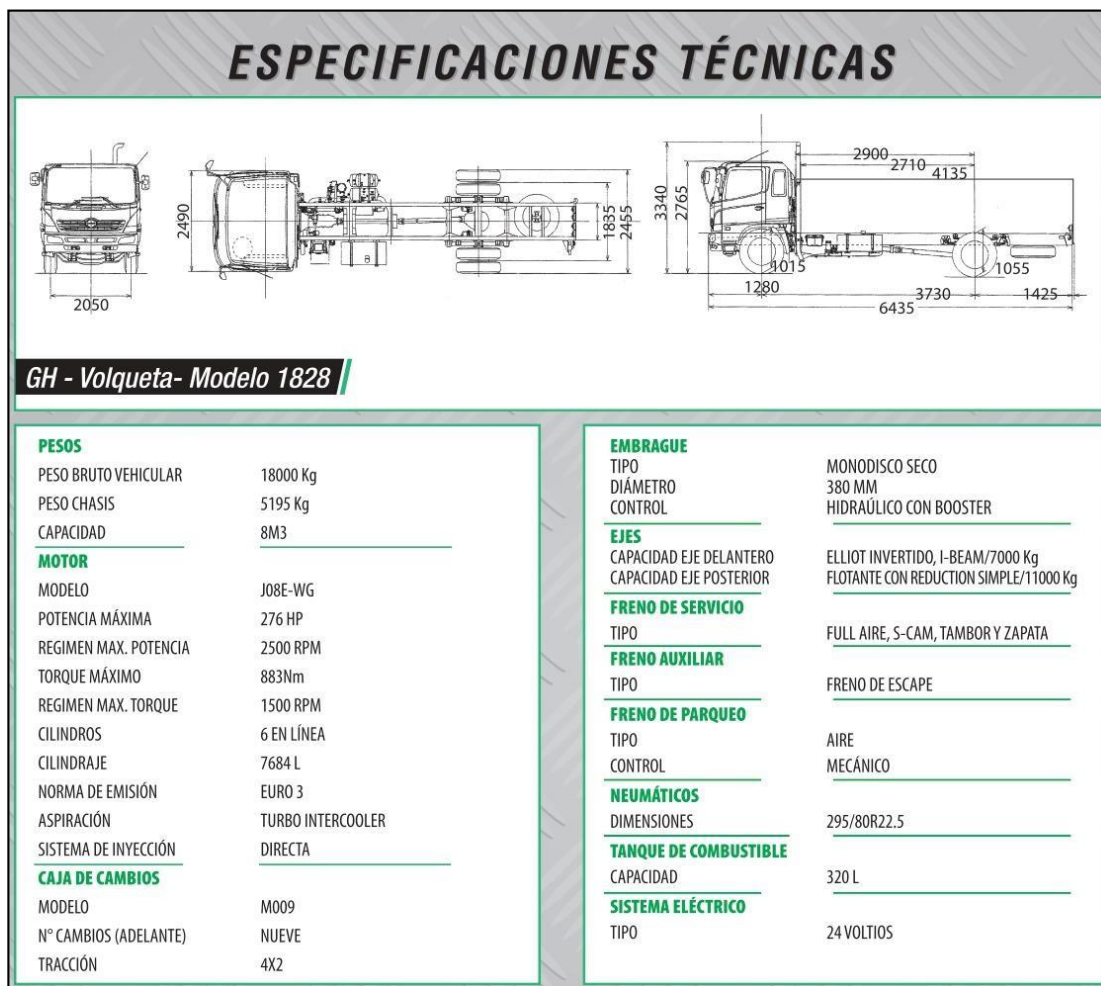 ESPECIFICACIONES TÉCNICAS
2050
2490
1835
2455
3340
2765
2900
2710
4135
1015
1055
1280
3730
1425
6435
GH - Volqueta- Modelo 1828
PESOS
PESO BRUTO VEHICULAR 18000 Kg
PESO CHASIS 5195 Kg
CAPACIDAD 8M3
MOTOR
MODELO J08E-WG
POTENCIA MÁXIMA 276 HP
REGIMEN MAX. POTENCIA 2500 RPM
TORQUE MÁXIMO 883Nm
REGIMEN MAX. TORQUE 1500 RPM
CILINDROS 6 EN LÍNEA
CILINDRAJE 7684 L
NORMA DE EMISIÓN EURO 3
ASPIRACIÓN TURBO INTERCOOLER
SISTEMA DE INYECCIÓN DIRECTA
CAJA DE CAMBIOS
MODELO M009
N° CAMBIOS (ADELANTE) NUEVE
TRACCIÓN 4X2
EMBRAGUE
TIPO MONODISCO SECO
DIÁMETRO 380 MM
CONTROL HIDRAÚLICO CON BOOSTER
EJES
CAPACIDAD EJE DELANTERO ELLIOT INVERTIDO, I-BEAM/7000 Kg
CAPACIDAD EJE POSTERIOR FLOTANTE CON REDUCTION SIMPLE/11000 Kg
FRENO DE SERVICIO
TIPO FULL AIRE, S-CAM, TAMBOR Y ZAPATA
FRENO AUXILIAR
TIPO FRENO DE ESCAPE
FRENO DE PARQUEO
TIPO AIRE
CONTROL MECÁNICO
NEUMÁTICOS
DIMENSIONES 295/80R22.5
TANQUE DE COMBUSTIBLE
CAPACIDAD 320 L
SISTEMA ELÉCTRICO
TIPO 24 VOLTIOS